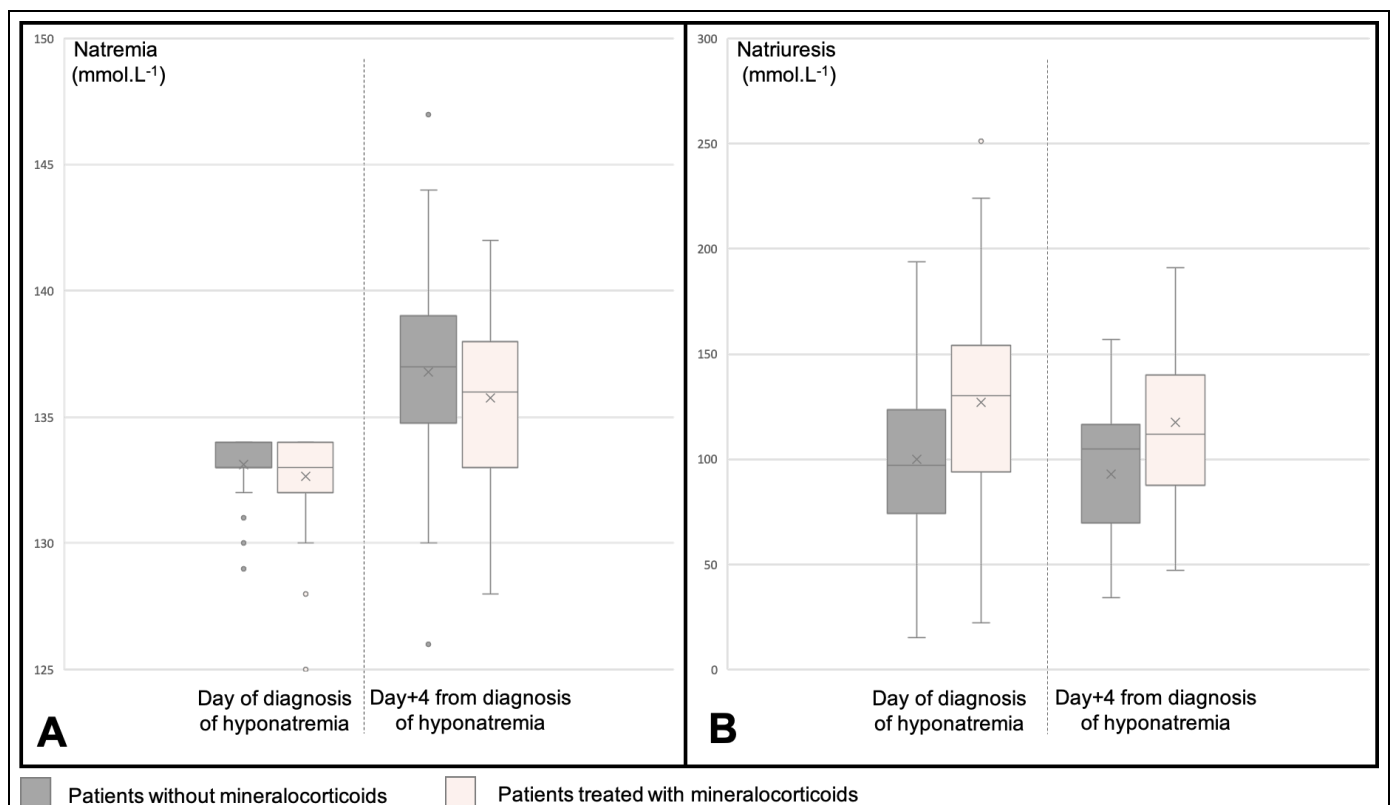 Natremia
(mmol.L-1)
150
145
140
135
130
125
Day of diagnosis
of hyponatremia
Day+4 from diagnosis
of hyponatremia
A
Natriuresis
(mmol.L-1)
300
250
200
150
100
50
0
Day of diagnosis
of hyponatremia
Day+4 from diagnosis
of hyponatremia
B
Patients without mineralocorticoids
Patients treated with mineralocorticoids